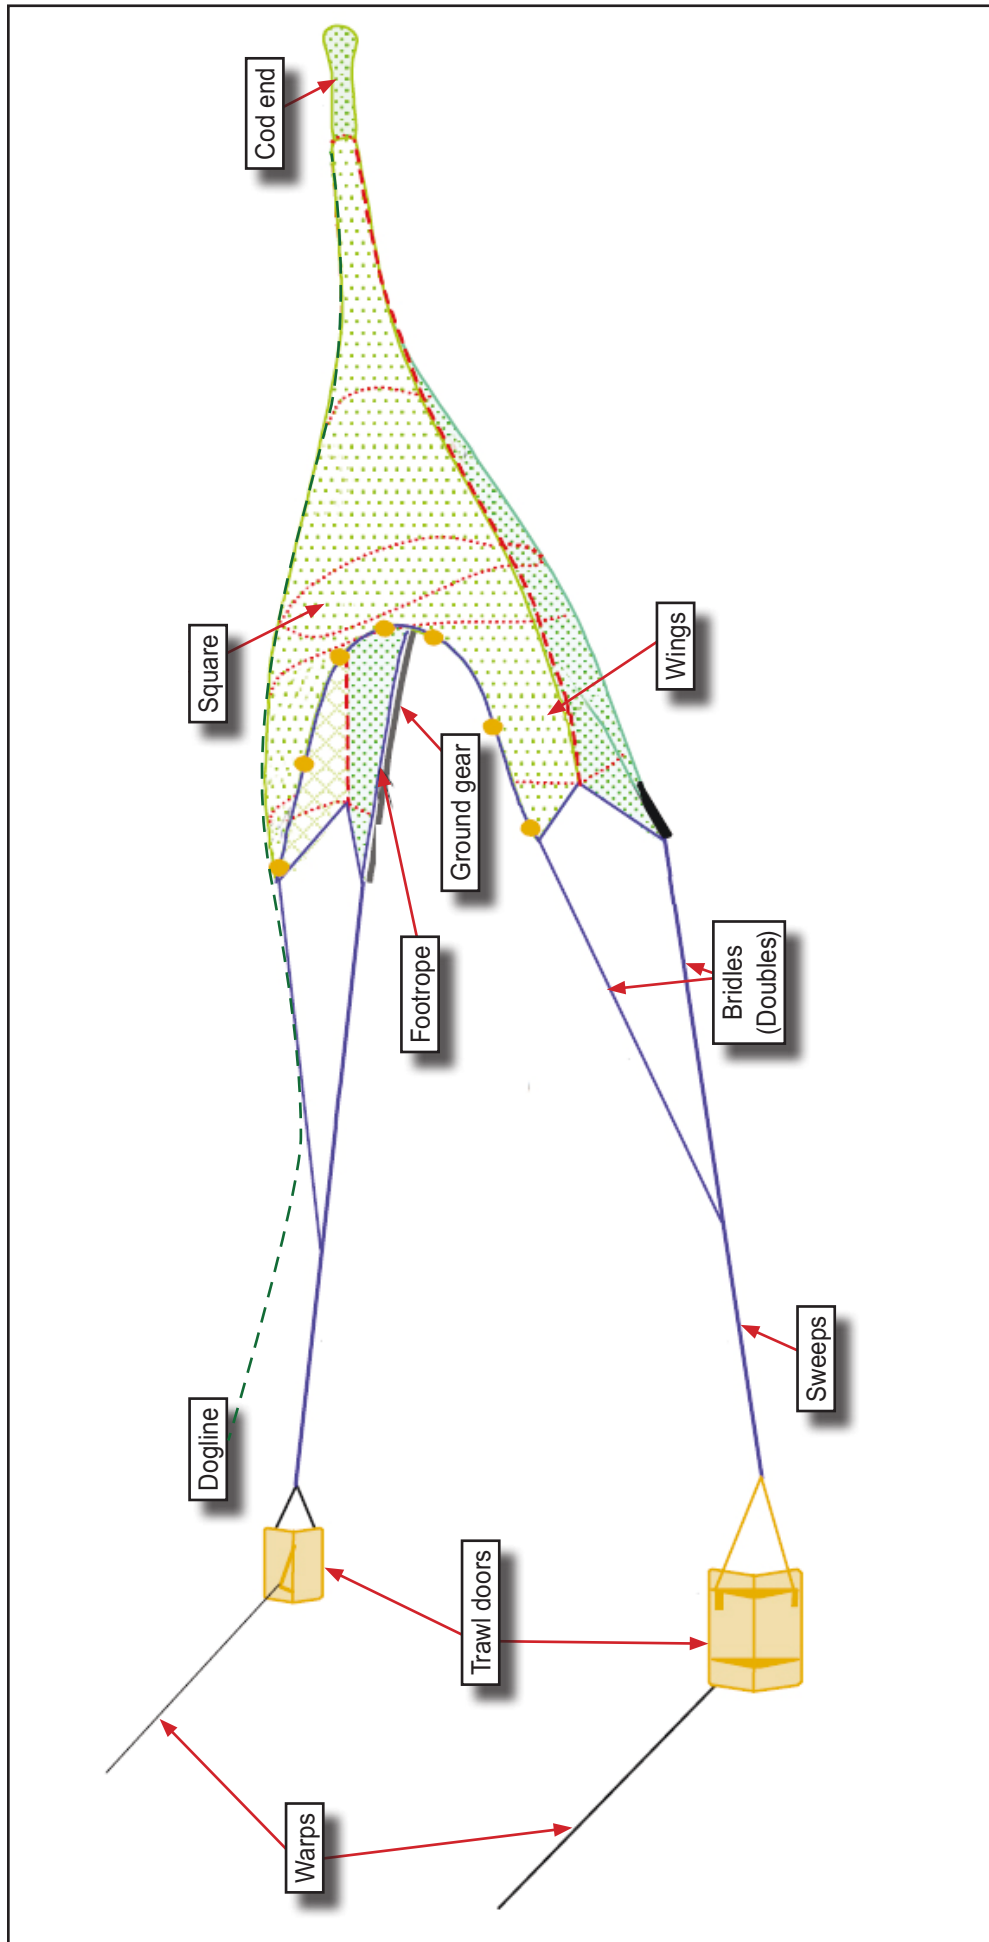 Cod end
Square
Wings
Ground gear
Footrope
Bridles
(Doubles)
Sweeps
Dogline
Trawl doors
Warps